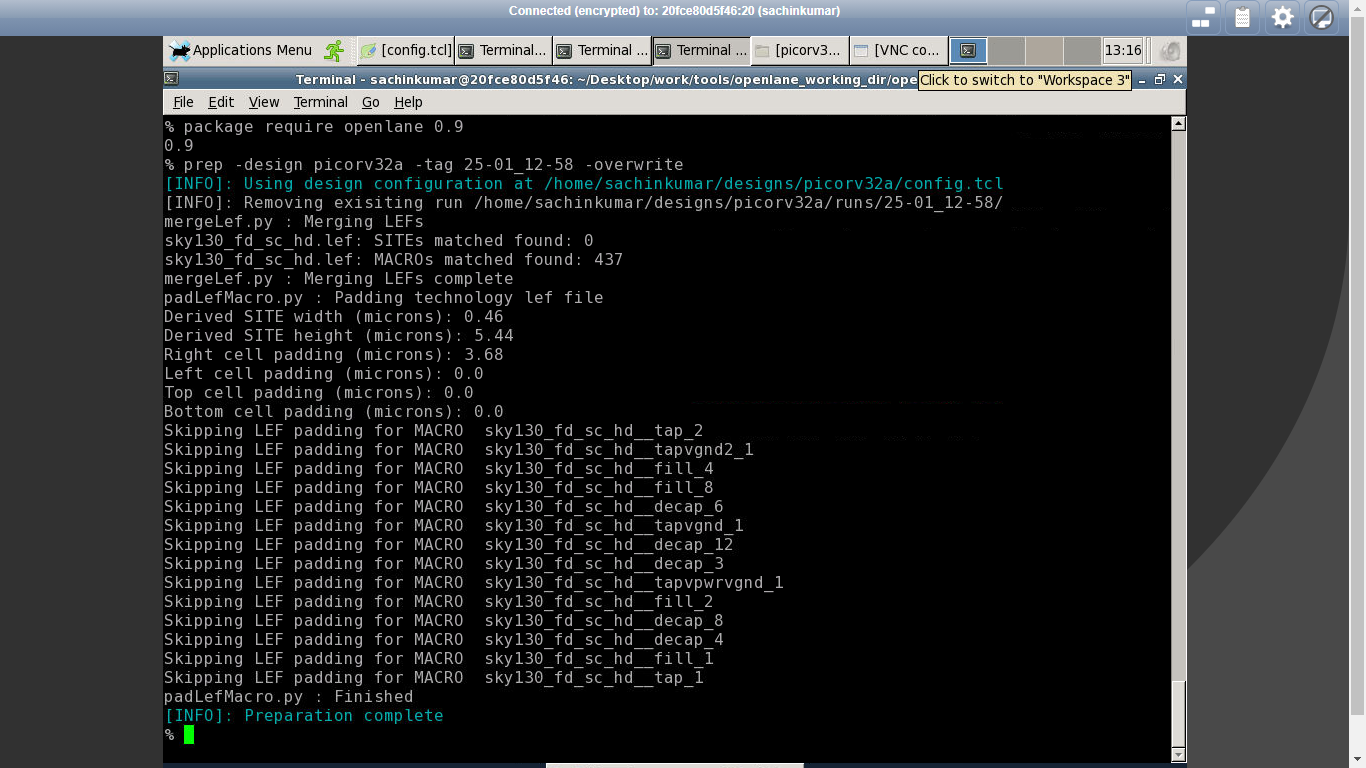 Connected (encrypted) to: 20fce80d5f46:20 (sachinkumar)
Applications Menu [config.tcl] Terminal... Terminal ... Terminal ... [picorv3... [VNC co... 13:16
Terminal - sachinkumar@20fce80d5f46: ~/Desktop/work/tools/openlane_working_dir/ope
Click to switch to "Workspace 3"
File Edit View Terminal Go Help
% package require openlane 0.9
0.9
% prep -design picorv32a -tag 25-01_12-58 -overwrite
[INFO]: Using design configuration at /home/sachinkumar/designs/picorv32a/config.tcl
[INFO]: Removing exisiting run /home/sachinkumar/designs/picorv32a/runs/25-01_12-58/
mergeLef.py : Merging LEFs
sky130_fd_sc_hd.lef: SITEs matched found: 0
sky130_fd_sc_hd.lef: MACROs matched found: 437
mergeLef.py : Merging LEFs complete
padLefMacro.py : Padding technology lef file
Derived SITE width (microns): 0.46
Derived SITE height (microns): 5.44
Right cell padding (microns): 3.68
Left cell padding (microns): 0.0
Top cell padding (microns): 0.0
Bottom cell padding (microns): 0.0
Skipping LEF padding for MACRO  sky130_fd_sc_hd__tap_2
Skipping LEF padding for MACRO  sky130_fd_sc_hd__tapvgnd2_1
Skipping LEF padding for MACRO  sky130_fd_sc_hd__fill_4
Skipping LEF padding for MACRO  sky130_fd_sc_hd__fill_8
Skipping LEF padding for MACRO  sky130_fd_sc_hd__decap_6
Skipping LEF padding for MACRO  sky130_fd_sc_hd__tapvgnd_1
Skipping LEF padding for MACRO  sky130_fd_sc_hd__decap_12
Skipping LEF padding for MACRO  sky130_fd_sc_hd__decap_3
Skipping LEF padding for MACRO  sky130_fd_sc_hd__tapvpwrvgnd_1
Skipping LEF padding for MACRO  sky130_fd_sc_hd__fill_2
Skipping LEF padding for MACRO  sky130_fd_sc_hd__decap_8
Skipping LEF padding for MACRO  sky130_fd_sc_hd__decap_4
Skipping LEF padding for MACRO  sky130_fd_sc_hd__fill_1
Skipping LEF padding for MACRO  sky130_fd_sc_hd__tap_1
padLefMacro.py : Finished
[INFO]: Preparation complete
%